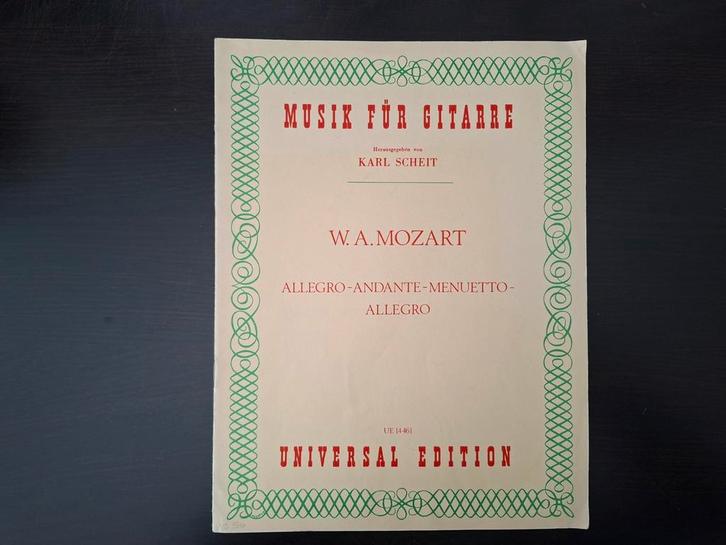 MUSIK FÜR GITARRE
Herausgegeben von
KARL SCHEIT
W. A. MOZART
ALLEGRO-ANDANTE-MENUETTO-
ALLEGRO
UE 14461
UNIVERSAL EDITION